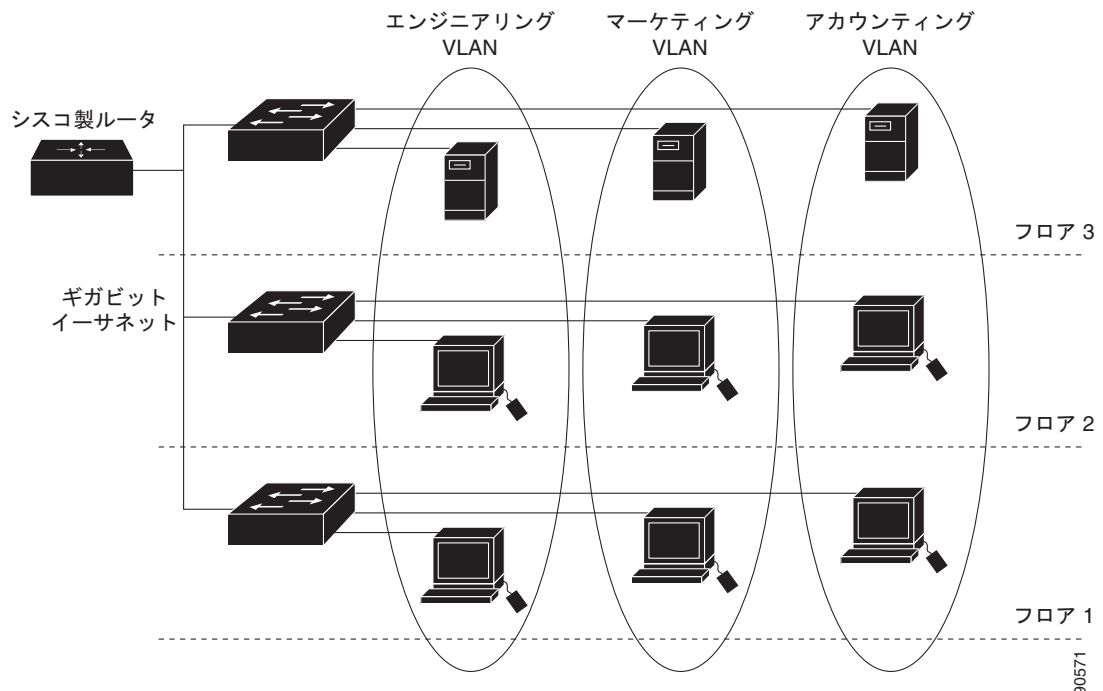 エンジニアリング
VLAN
マーケティング
VLAN
アカウンティング
VLAN
シスコ製ルータ
フロア 3
ギガビット
イーサネット
フロア 2
フロア 1
90571